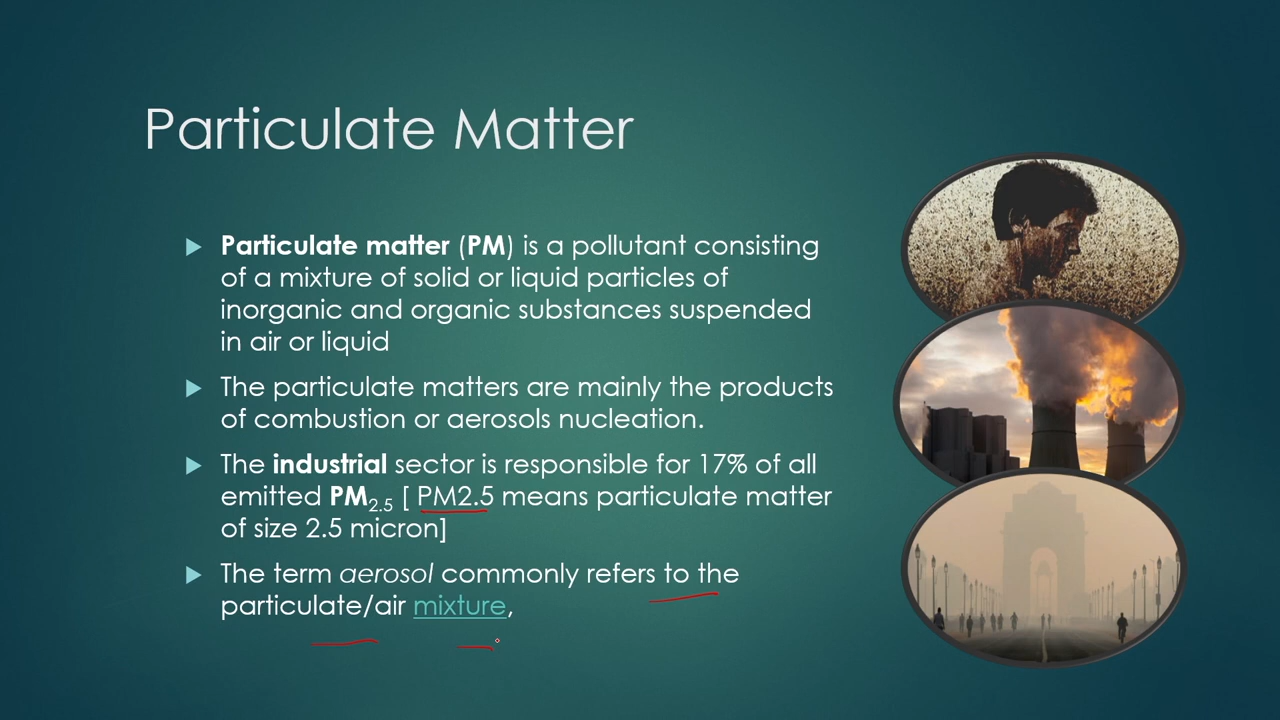 Particulate Matter
Particulate matter (PM) is a pollutant consisting
of a mixture of solid or liquid particles of
inorganic and organic substances suspended
in air or liquid
The particulate matters are mainly the products
of combustion or aerosols nucleation.
The industrial sector is responsible for 17% of all
emitted PM2.5 [ PM2.5 means particulate matter
of size 2.5 micron]
The term aerosol commonly refers to the
particulate/air mixture,